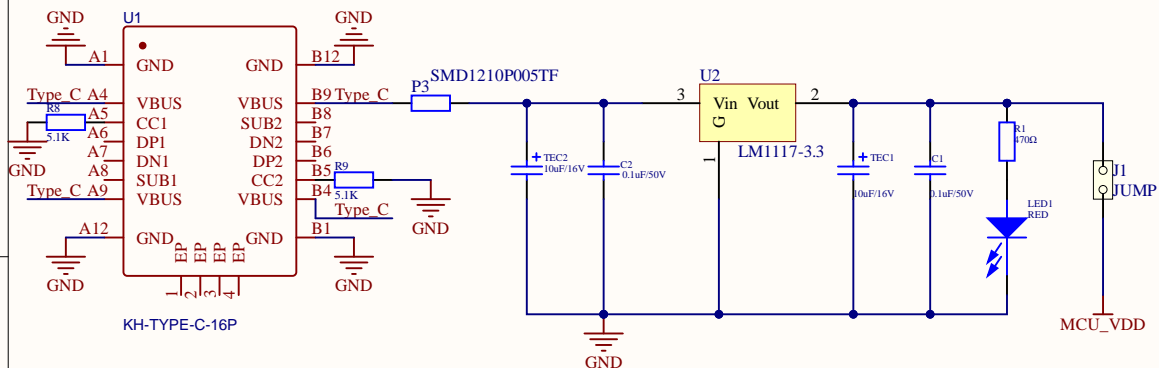 GND
U1
GND
A1
GND
GND
B12
Type_C
A4
VBUS
VBUS
B9
Type_C
P3
SMD1210P005TF
R8
5.1K
A5
CC1
SUB2
B8
A6
DP1
DN2
B7
A7
DN1
DP2
B6
A8
SUB1
CC2
B5
R9
5.1K
Type_C
A9
VBUS
VBUS
B4
Type_C
GND
GND
A12
GND
GND
B1
EP
EP
EP
EP
GND
GND
1
2
3
4
KH-TYPE-C-16P
U2
3
Vin
Vout
2
G
1
LM1117-3.3
+
TEC2
10uF/16V
C2
0.1uF/50V
+
TEC1
10uF/16V
C1
0.1uF/50V
R1
470Ω
LED1
RED
J1
JUMP
GND
MCU_VDD